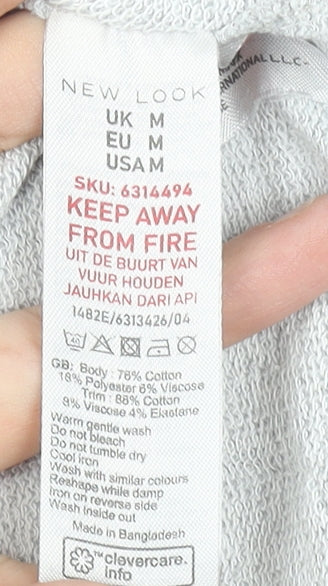 NEW LOOK
UK M
EU M
USA M
SKU: 6314494
KEEP AWAY
FROM FIRE
UIT DE BUURT VAN
VUUR HOUDEN
JAUHKAN DARI API
1482E/6313426/04
40
GB: Body : 76% Cotton
18% Polyester 6% Viscose
Trim : 88% Cotton
8% Viscose 4% Elastane
Warm gentle wash
Do not bleach
Do not tumble dry
Cool iron
Wash with similar colours
Reshape while damp
Iron on reverse side
Wash inside out
Made in Bangladesh
™clevercare.
info
L.L.C-